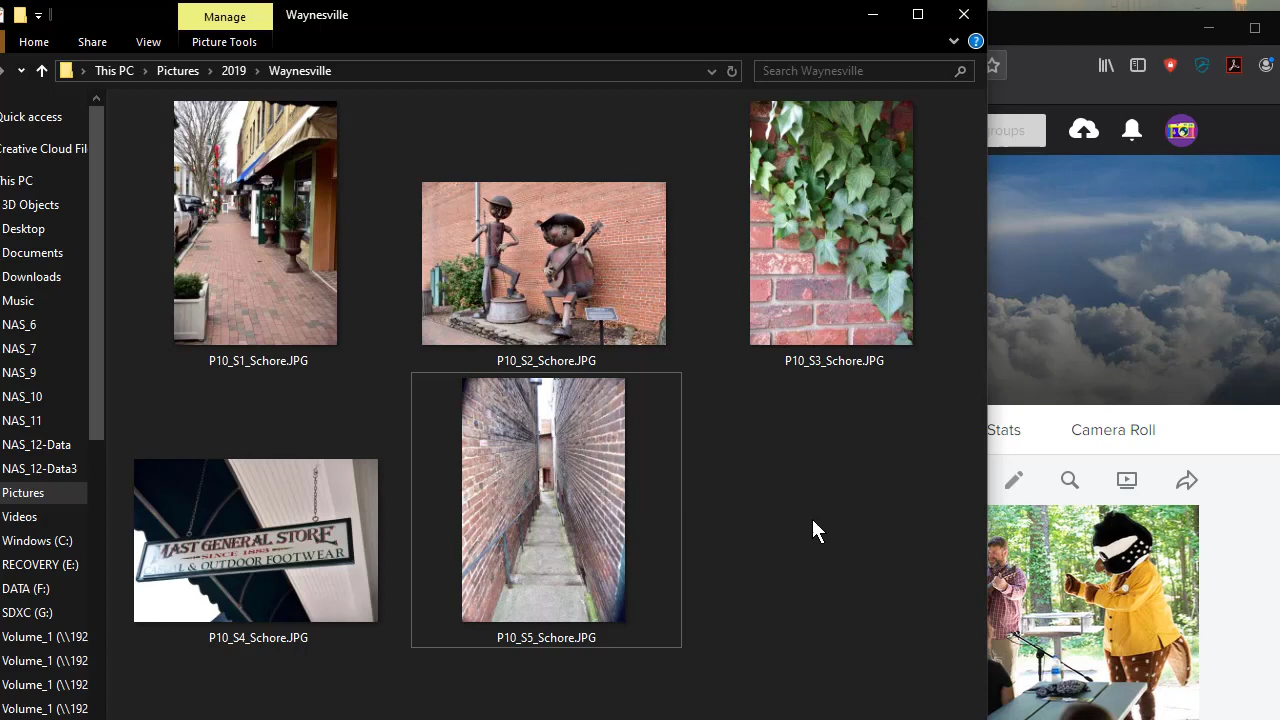 Manage
Waynesville
Home
Share
View
Picture Tools
This PC
Pictures
2019
Waynesville
Search Waynesville
Quick access
Creative Cloud Fil
This PC
3D Objects
Desktop
Documents
Downloads
Music
NAS_6
NAS_7
NAS_9
NAS_10
NAS_11
NAS_12-Data
NAS_12-Data3
Pictures
Videos
Windows (C:)
RECOVERY (E:)
DATA (F:)
SDXC (G:)
Volume_1 (\\192
Volume_1 (\\192
Volume_1 (\\192
Volume_1 (\\192
P10_S1_Schore.JPG
P10_S2_Schore.JPG
P10_S3_Schore.JPG
MAST GENERAL STORE
SINCE 1883
& OUTDOOR FOOTWEAR
P10_S4_Schore.JPG
P10_S5_Schore.JPG
groups
Stats
Camera Roll